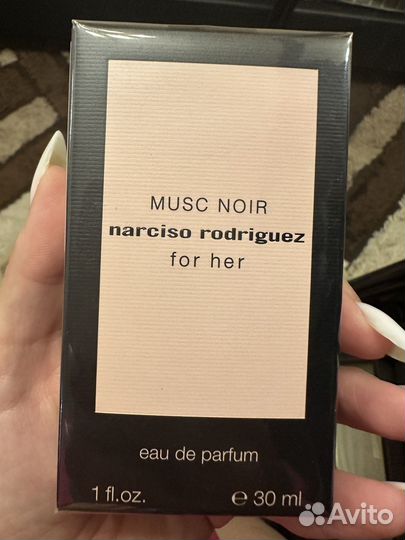 MUSC NOIR
narciso rodriguez
for her
eau de parfum
1 fl.oz. ℮ 30 ml
Avito